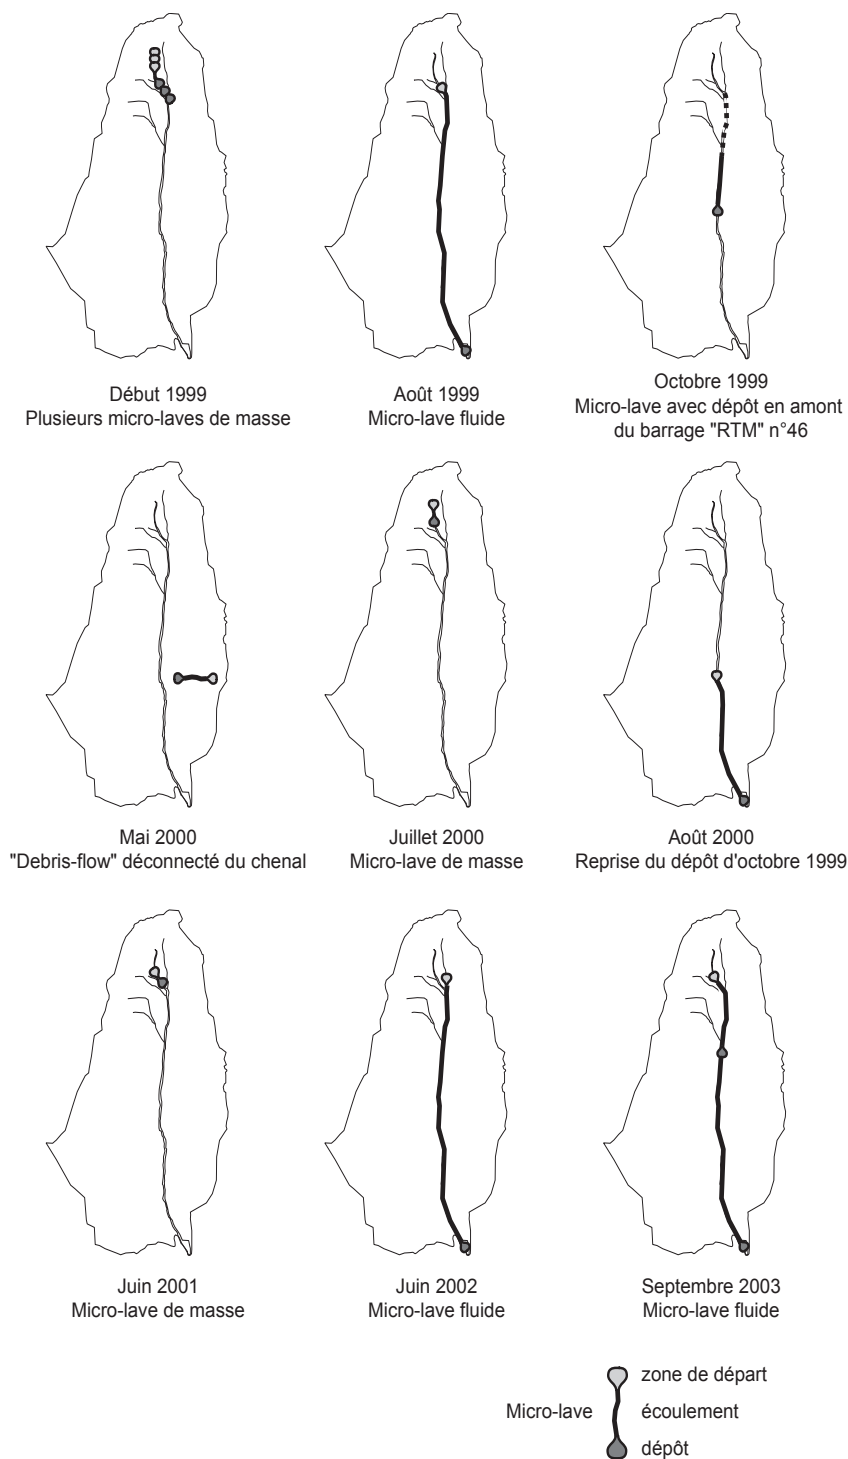 Début 1999
Plusieurs micro-laves de masse
Août 1999
Micro-lave fluide
Octobre 1999
Micro-lave avec dépôt en amont
du barrage "RTM" n°46
Mai 2000
"Debris-flow" déconnecté du chenal
Juillet 2000
Micro-lave de masse
Août 2000
Reprise du dépôt d'octobre 1999
Juin 2001
Micro-lave de masse
Juin 2002
Micro-lave fluide
Septembre 2003
Micro-lave fluide
Micro-lave
zone de départ
écoulement
dépôt